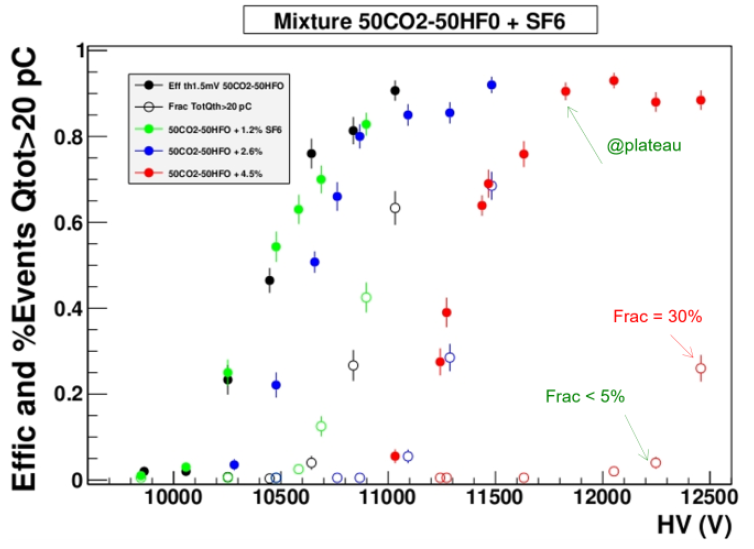 Mixture 50CO2-50HF0 + SF6
Effic and %Events Qtot>20 pC
1
0.8
0.6
0.4
0.2
0
Eff th1.5mV 50CO2-50HFO
Frac TotQth>20 pC
50CO2-50HFO + 1.2% SF6
50CO2-50HFO + 2.6%
50CO2-50HFO + 4.5%
@plateau
Frac = 30%
Frac < 5%
10000
10500
11000
11500
12000
12500
HV (V)